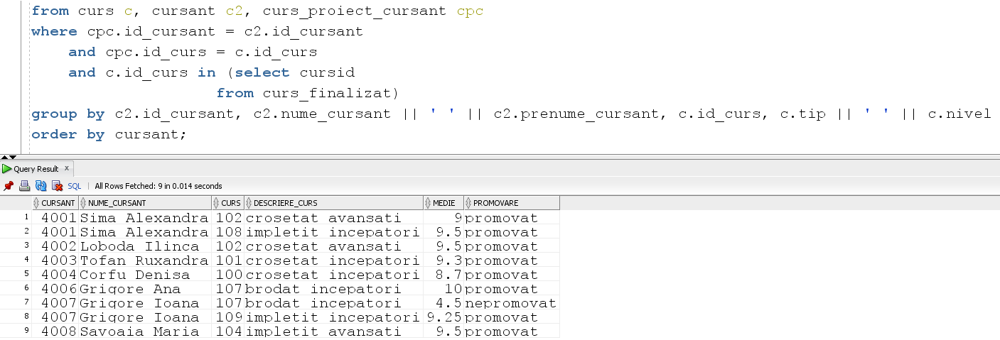 from curs c, cursant c2, curs_proiect_cursant cpc
where cpc.id_cursant = c2.id_cursant
and cpc.id_curs = c.id_curs
and c.id_curs in (select cursid
from curs_finalizat)
group by c2.id_cursant, c2.nume_cursant || ' ' || c2.prenume_cursant, c.id_curs, c.tip || ' ' || c.nivel
order by cursant;
Query Result x
SQL | All Rows Fetched: 9 in 0.014 seconds
CURSANT NUME_CURSANT CURS DESCRIERE_CURS MEDIE PROMOVARE
1 4001 Sima Alexandra 102 crosetat avansati 9 promovat
2 4001 Sima Alexandra 108 impletit incepatori 9.5 promovat
3 4002 Loboda Ilinca 102 crosetat avansati 9.5 promovat
4 4003 Tofan Ruxandra 101 crosetat incepatori 9.3 promovat
5 4004 Corfu Denisa 100 crosetat incepatori 8.7 promovat
6 4006 Grigore Ana 107 brodat incepatori 10 promovat
7 4007 Grigore Ioana 107 brodat incepatori 4.5 nepromovat
8 4007 Grigore Ioana 109 impletit incepatori 9.25 promovat
9 4008 Savoaia Maria 104 impletit avansati 9.5 promovat